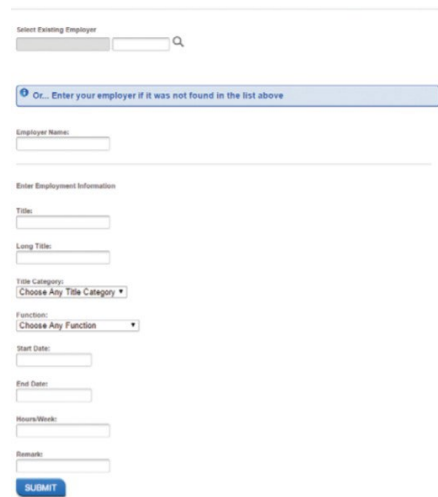 Select Existing Employer
Or... Enter your employer if it was not found in the list above
Employer Name:
Enter Employment Information
Title:
Long Title:
Title Category:
Choose Any Title Category
Function:
Choose Any Function
Start Date:
End Date:
Hours/Week:
Remark:
SUBMIT